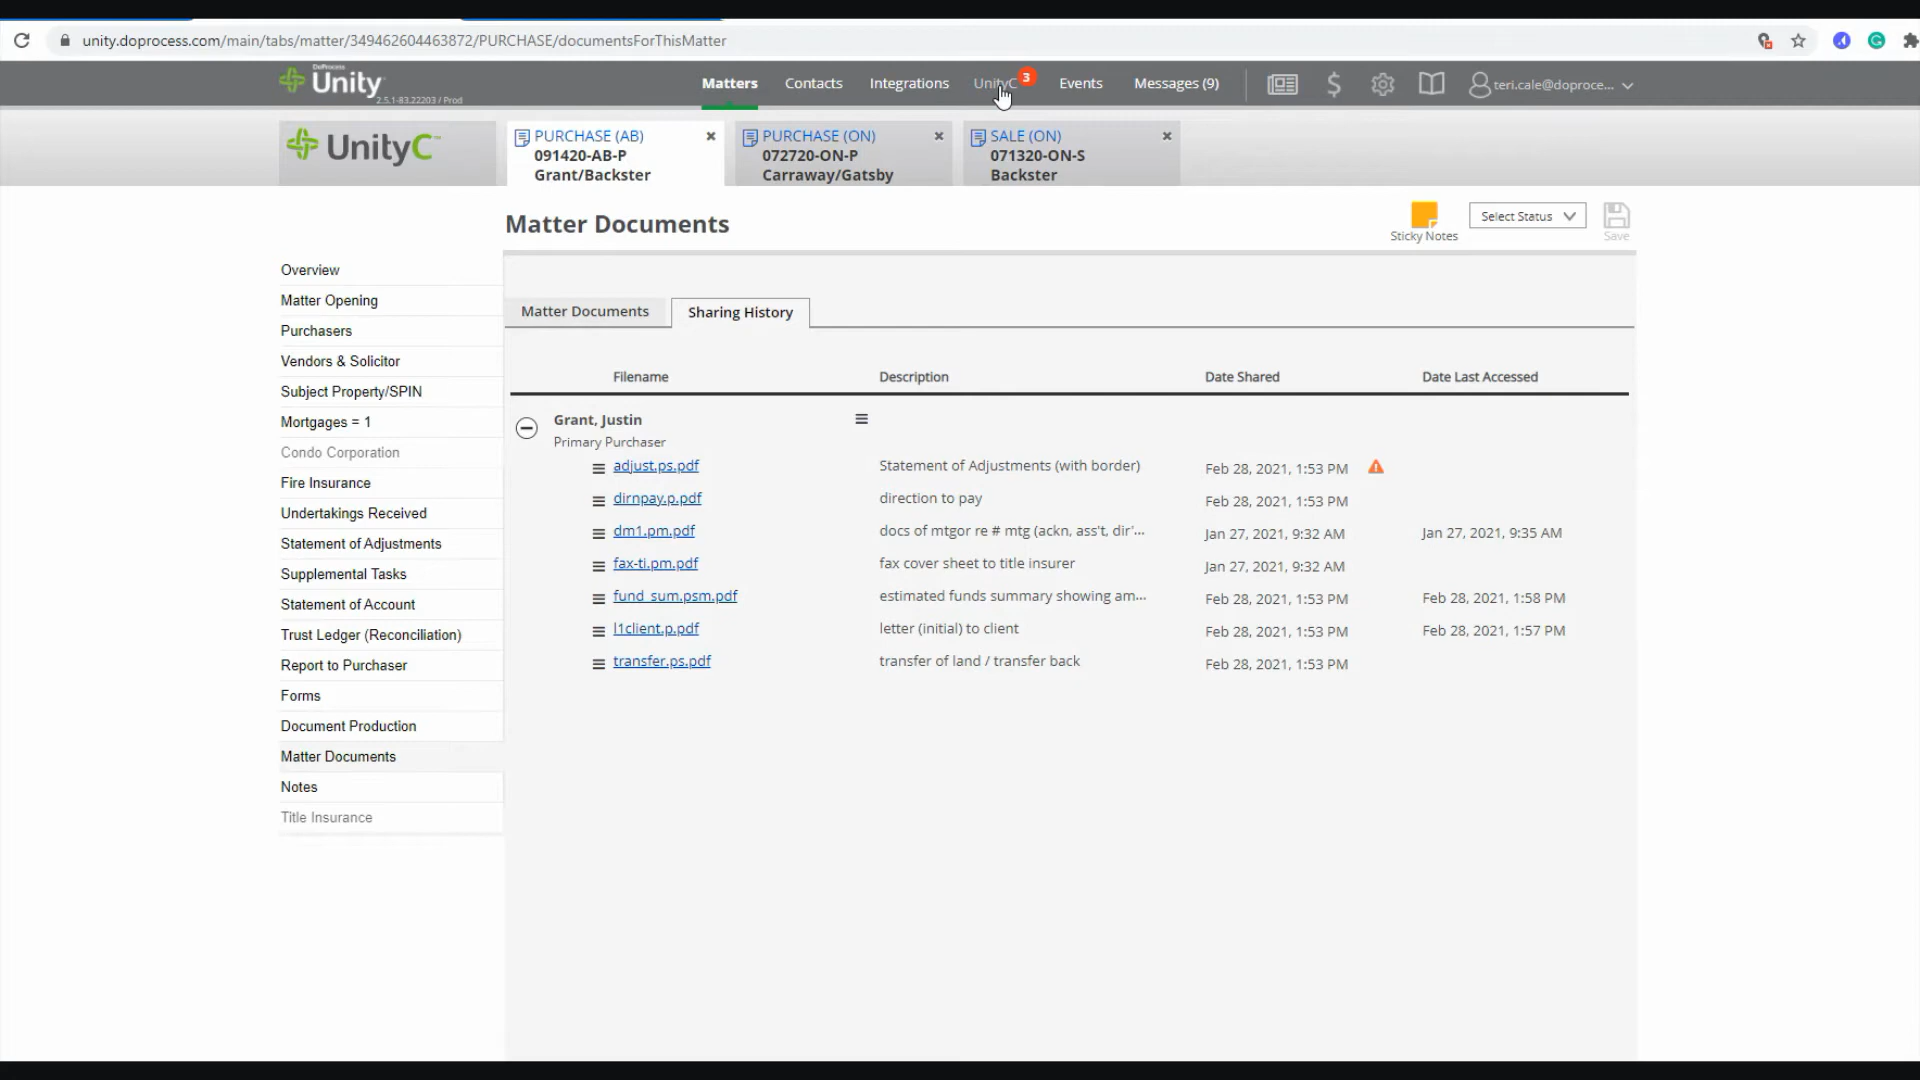 unity.doprocess.com/main/tabs/matter/349462604463872/PURCHASE/documentsForThisMatter
DoProcess
Unity
2.5.1-83.22203 / Prod
Matters
Contacts
Integrations
UnityC 3
Events
Messages (9)
teri.cale@doproce...
UnityC™
PURCHASE (AB)
091420-AB-P
Grant/Backster
PURCHASE (ON)
072720-ON-P
Carraway/Gatsby
SALE (ON)
071320-ON-S
Backster
Matter Documents
Sticky Notes
Select Status
Save
Overview
Matter Opening
Purchasers
Vendors & Solicitor
Subject Property/SPIN
Mortgages = 1
Condo Corporation
Fire Insurance
Undertakings Received
Statement of Adjustments
Supplemental Tasks
Statement of Account
Trust Ledger (Reconciliation)
Report to Purchaser
Forms
Document Production
Matter Documents
Notes
Title Insurance
Matter Documents
Sharing History
Filename Description Date Shared Date Last Accessed
Grant, Justin
Primary Purchaser
adjust.ps.pdf Statement of Adjustments (with border) Feb 28, 2021, 1:53 PM
dirnpay.p.pdf direction to pay Feb 28, 2021, 1:53 PM
dm1.pm.pdf docs of mtgor re # mtg (ackn, ass't, dir'... Jan 27, 2021, 9:32 AM Jan 27, 2021, 9:35 AM
fax-ti.pm.pdf fax cover sheet to title insurer Jan 27, 2021, 9:32 AM
fund_sum.psm.pdf estimated funds summary showing am... Feb 28, 2021, 1:53 PM Feb 28, 2021, 1:58 PM
l1client.p.pdf letter (initial) to client Feb 28, 2021, 1:53 PM Feb 28, 2021, 1:57 PM
transfer.ps.pdf transfer of land / transfer back Feb 28, 2021, 1:53 PM